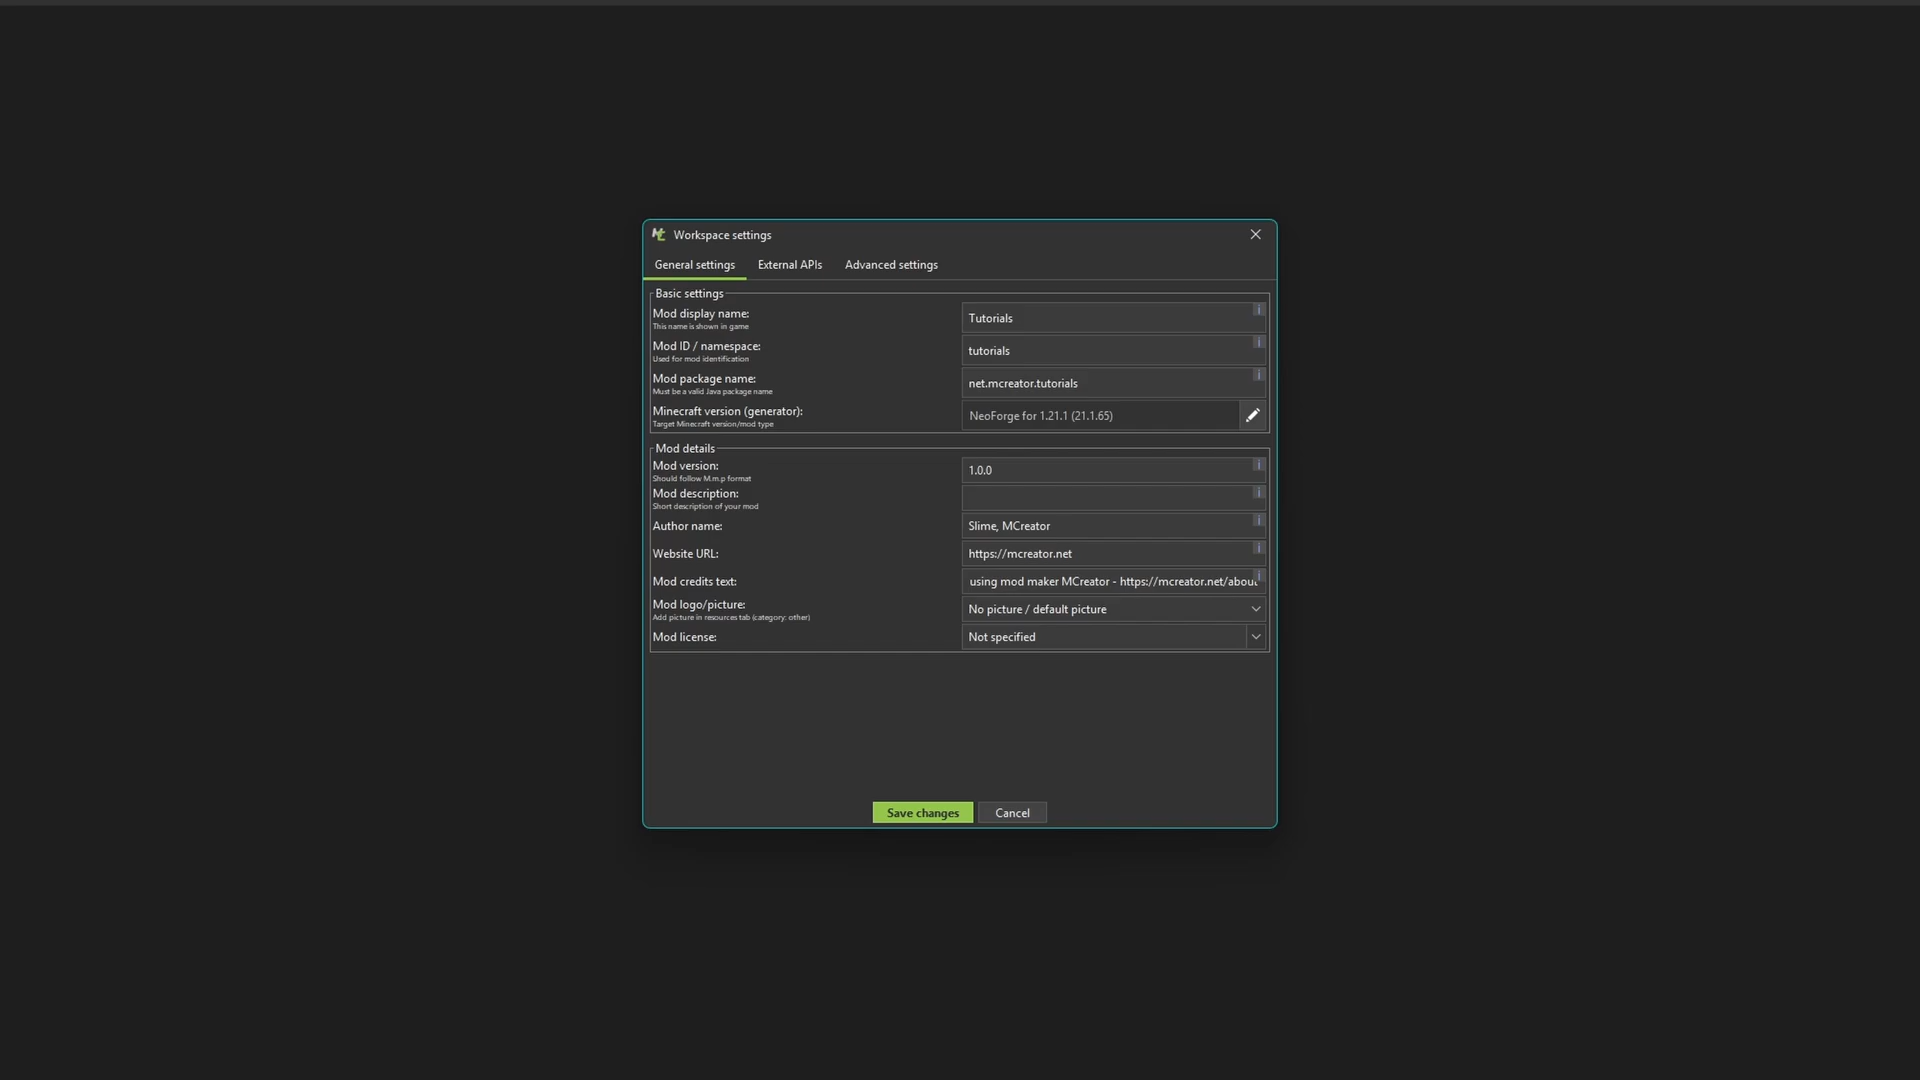 Workspace settings
General settings External APIs Advanced settings
Basic settings
Mod display name:
This name is shown in game
Tutorials
Mod ID / namespace:
Used for mod identification
tutorials
Mod package name:
Must be a valid Java package name
net.mcreator.tutorials
Minecraft version (generator):
Target Minecraft version/mod type
NeoForge for 1.21.1 (21.1.65)
Mod details
Mod version:
Should follow M.m.p format
1.0.0
Mod description:
Short description of your mod
Author name:
Slime, MCreator
Website URL:
https://mcreator.net
Mod credits text:
using mod maker MCreator - https://mcreator.net/about
Mod logo/picture:
Add picture in resources tab (category: other)
No picture / default picture
Mod license:
Not specified
Save changes Cancel